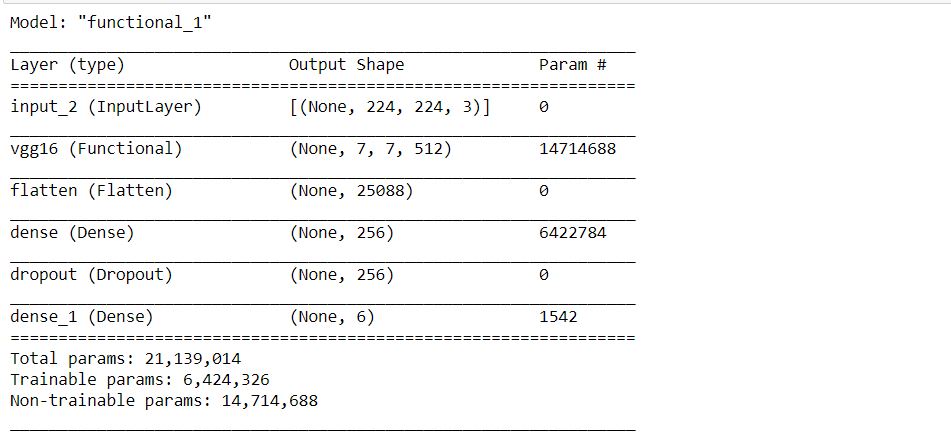 Model: "functional_1"
Layer (type) Output Shape Param #
input_2 (InputLayer) [(None, 224, 224, 3)] 0
vgg16 (Functional) (None, 7, 7, 512) 14714688
flatten (Flatten) (None, 25088) 0
dense (Dense) (None, 256) 6422784
dropout (Dropout) (None, 256) 0
dense_1 (Dense) (None, 6) 1542
Total params: 21,139,014
Trainable params: 6,424,326
Non-trainable params: 14,714,688